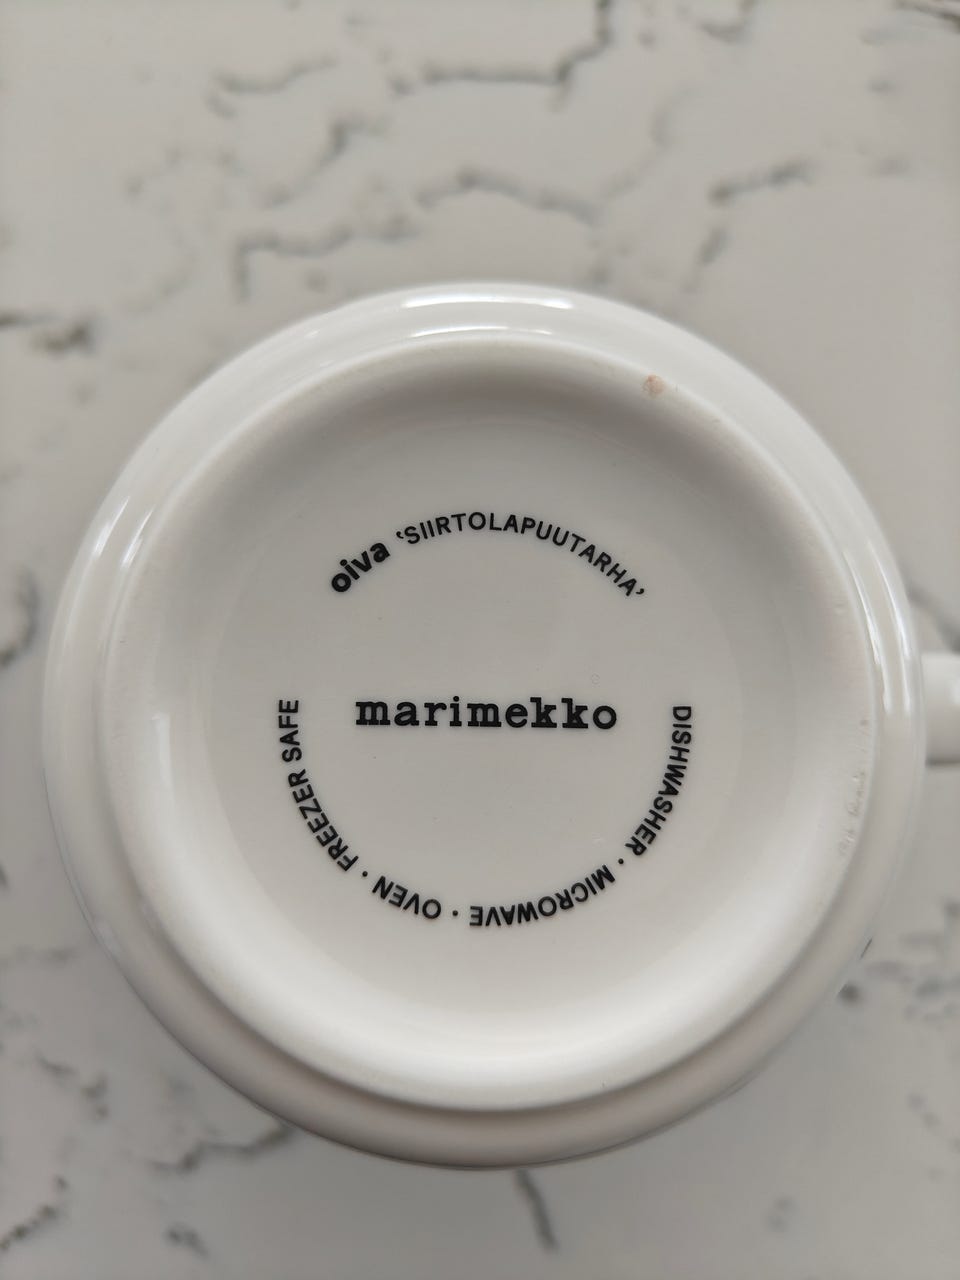 oiva ‘SIIRTOLAPUUTARHA’
marimekko
DISHWASHER · MICROWAVE · OVEN · FREEZER SAFE